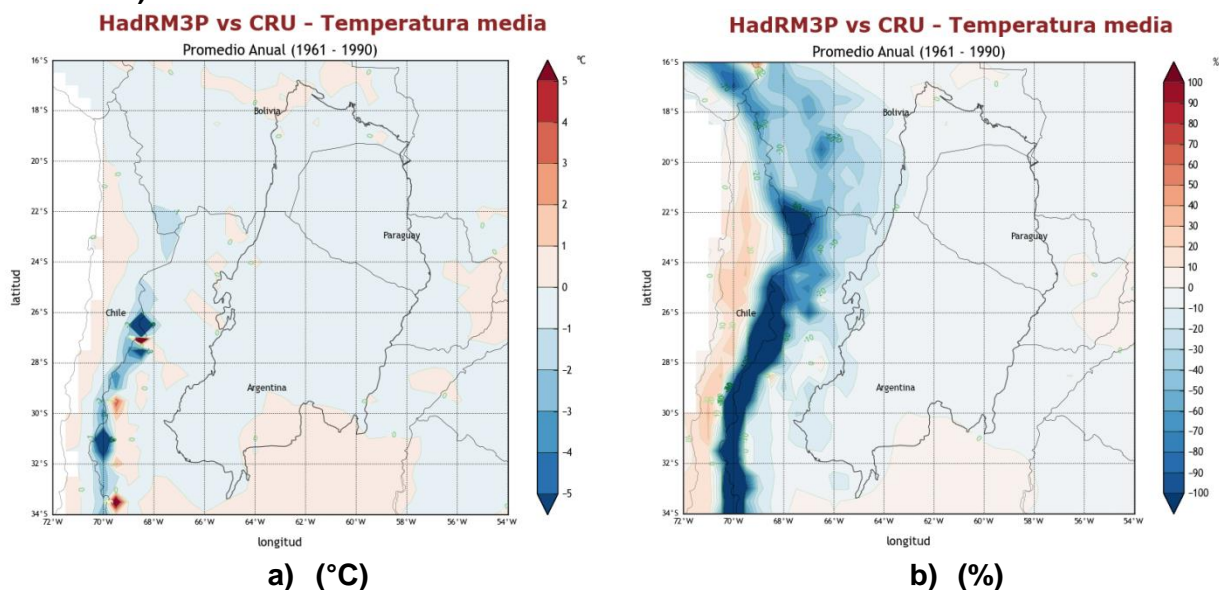 HadRM3P vs CRU - Temperatura media
Promedio Anual (1961 - 1990)
°C
16°S
18°S
20°S
22°S
24°S
26°S
28°S
30°S
32°S
34°S
latitud
72°W
70°W
68°W
66°W
64°W
62°W
60°W
58°W
56°W
54°W
longitud
Bolivia
Paraguay
Chile
Argentina
5
4
3
2
1
0
-1
-2
-3
-4
-5
a) (°C)
HadRM3P vs CRU - Temperatura media
Promedio Anual (1961 - 1990)
%
16°S
18°S
20°S
22°S
24°S
26°S
28°S
30°S
32°S
34°S
latitud
72°W
70°W
68°W
66°W
64°W
62°W
60°W
58°W
56°W
54°W
longitud
Bolivia
Paraguay
Chile
Argentina
100
90
80
70
60
50
40
30
20
10
0
-10
-20
-30
-40
-50
-60
-70
-80
-90
-100
b) (%)